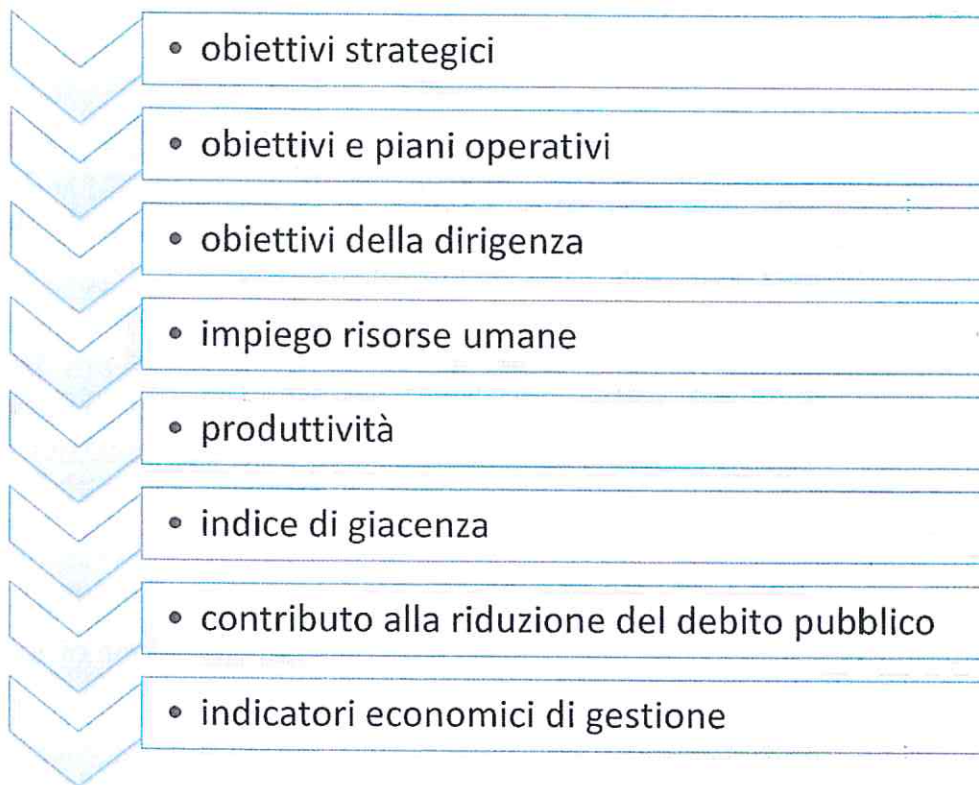 • obiettivi strategici
• obiettivi e piani operativi
• obiettivi della dirigenza
• impiego risorse umane
• produttività
• indice di giacenza
• contributo alla riduzione del debito pubblico
• indicatori economici di gestione